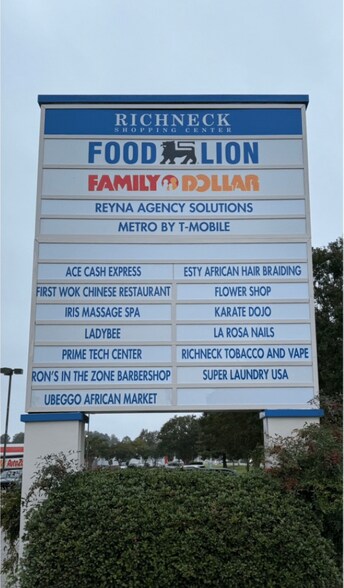 RICHNECK
SHOPPING CENTER
FOOD LION
FAMILY DOLLAR
REYNA AGENCY SOLUTIONS
METRO BY T-MOBILE
ACE CASH EXPRESS
ESTY AFRICAN HAIR BRAIDING
FIRST WOK CHINESE RESTAURANT
FLOWER SHOP
IRIS MASSAGE SPA
KARATE DOJO
LADYBEE
LA ROSA NAILS
PRIME TECH CENTER
RICHNECK TOBACCO AND VAPE
RON'S IN THE ZONE BARBERSHOP
SUPER LAUNDRY USA
UBEGGO AFRICAN MARKET